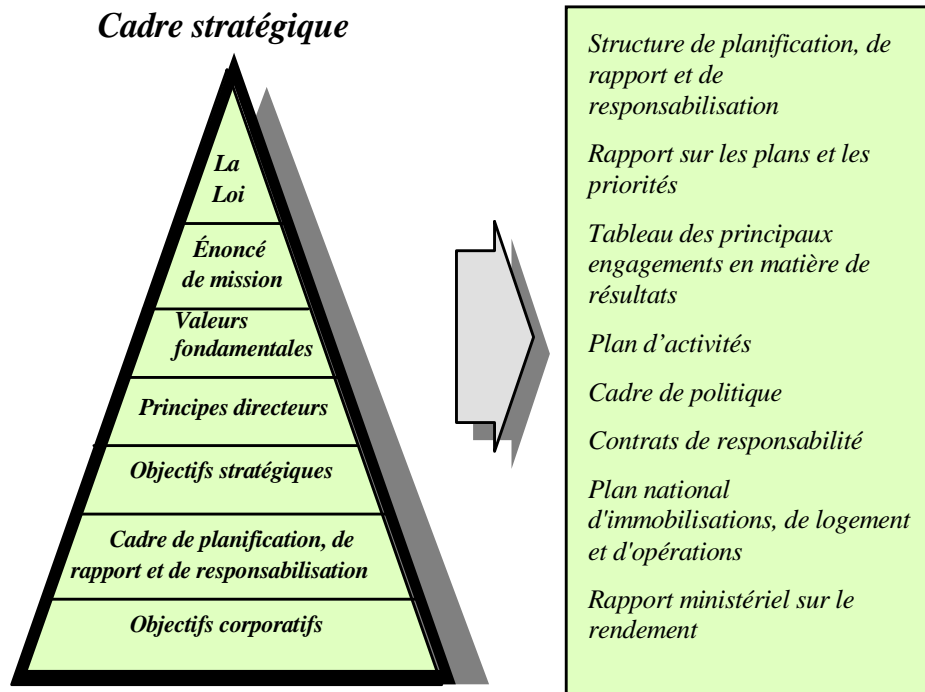 Cadre stratégique
La
Loi
Énoncé
de mission
Valeurs
fondamentales
Principes directeurs
Objectifs stratégiques
Cadre de planification, de
rapport et de responsabilisation
Objectifs corporatifs
Structure de planification, de
rapport et de
responsabilisation
Rapport sur les plans et les
priorités
Tableau des principaux
engagements en matière de
résultats
Plan d’activités
Cadre de politique
Contrats de responsabilité
Plan national
d'immobilisations, de logement
et d'opérations
Rapport ministériel sur le
rendement